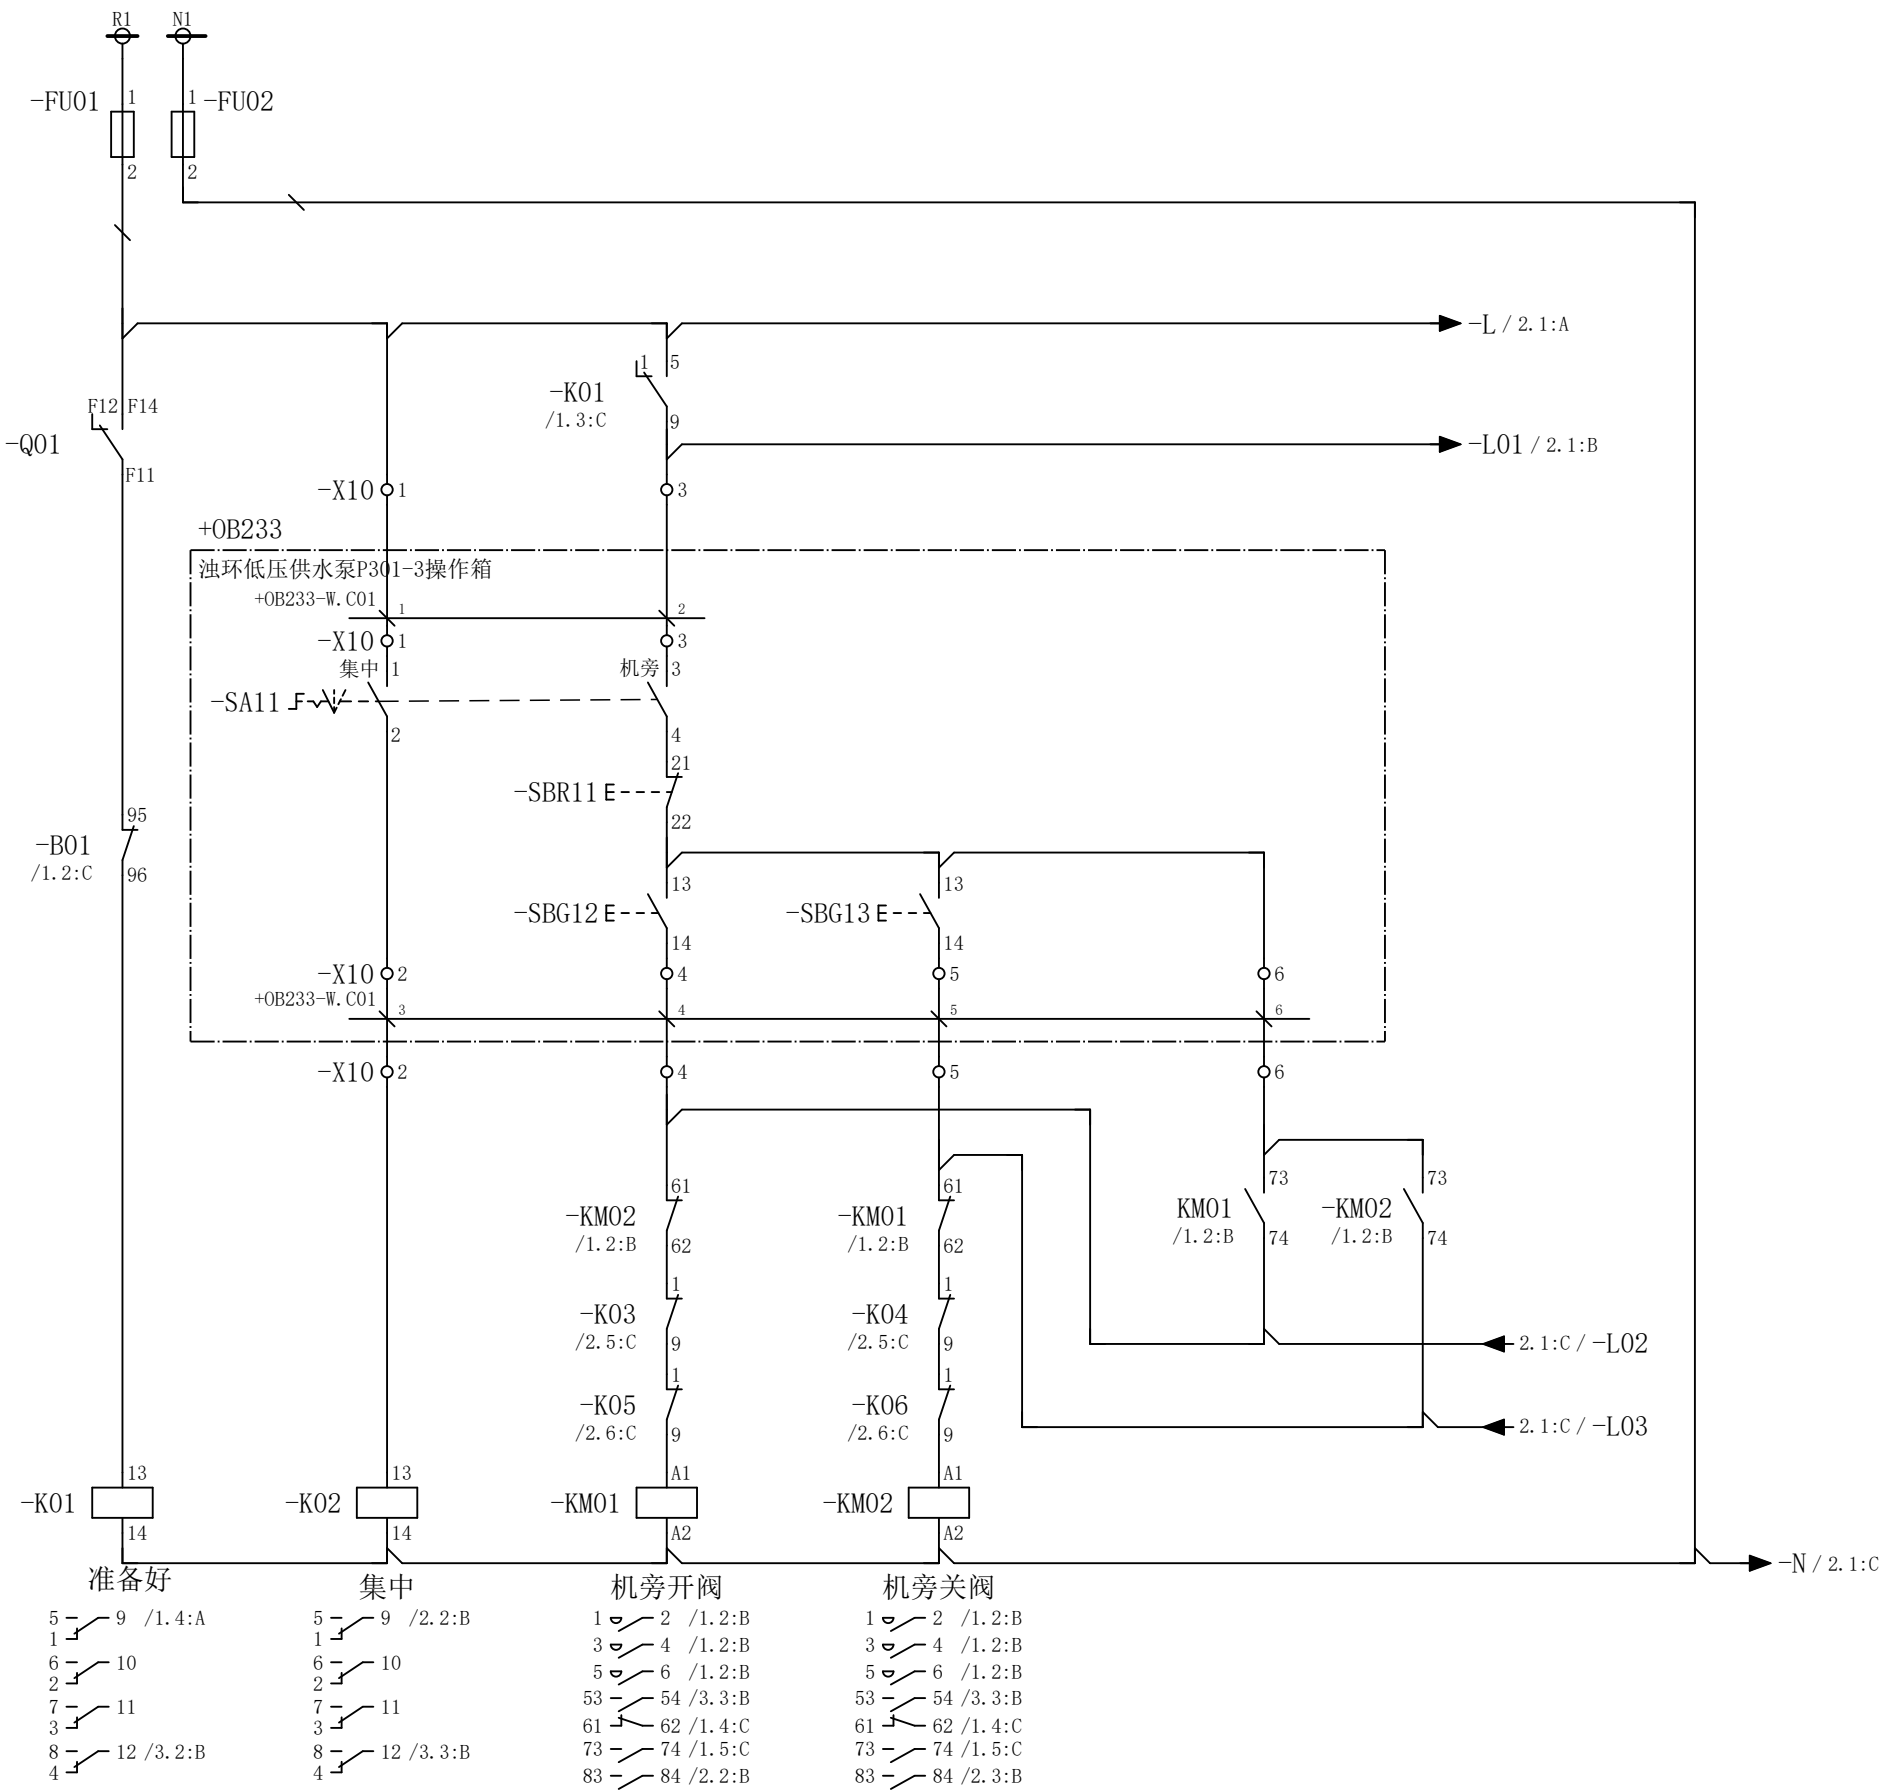 R1 N1
-FU01 1 1 -FU02
2 2
-L / 2.1:A
1 5
-K01
/1.3:C
9
F12 F14
-Q01
F11
-L01 / 2.1:B
-X10 1 3
+OB233
浊环低压供水泵P301-3操作箱
+OB233-W.C01 1 2
-X10 1 3
集中 1 机旁 3
-SA11
2 4
21
-SBR11
22
95
-B01
/1.2:C 96
13 13
-SBG12 -SBG13
14 14
-X10 2 4 5 6
+OB233-W.C01 3 4 5 6
-X10 2 4 5 6
61 61 73 73
-KM02 -KM01 KM01 -KM02
/1.2:B /1.2:B /1.2:B /1.2:B
62 62 74 74
1 1
-K03 -K04
/2.5:C 9 /2.5:C 9
2.1:C / -L02
1 1
-K05 -K06
/2.6:C 9 /2.6:C 9
2.1:C / -L03
13 13 A1 A1
-K01 -K02 -KM01 -KM02
14 14 A2 A2
-N / 2.1:C
准备好 集中 机旁开阀 机旁关阀
5 9 /1.4:A
1
6 10
2
7 11
3
8 12 /3.2:B
4
5 9 /2.2:B
1
6 10
2
7 11
3
8 12 /3.3:B
4
1 2 /1.2:B
3 4 /1.2:B
5 6 /1.2:B
53 54 /3.3:B
61 62 /1.4:C
73 74 /1.5:C
83 84 /2.2:B
1 2 /1.2:B
3 4 /1.2:B
5 6 /1.2:B
53 54 /3.3:B
61 62 /1.4:C
73 74 /1.5:C
83 84 /2.3:B